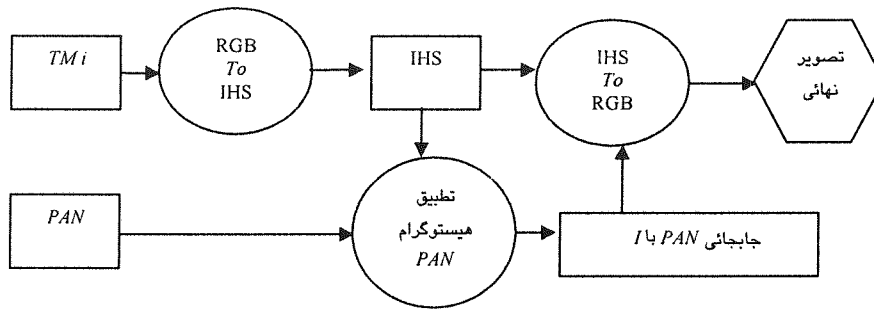 TM i
RGB
To
IHS
IHS
IHS
To
RGB
تصویر
نهائی
PAN
تطبیق
هیستوگرام
PAN
جابجائی PAN با I